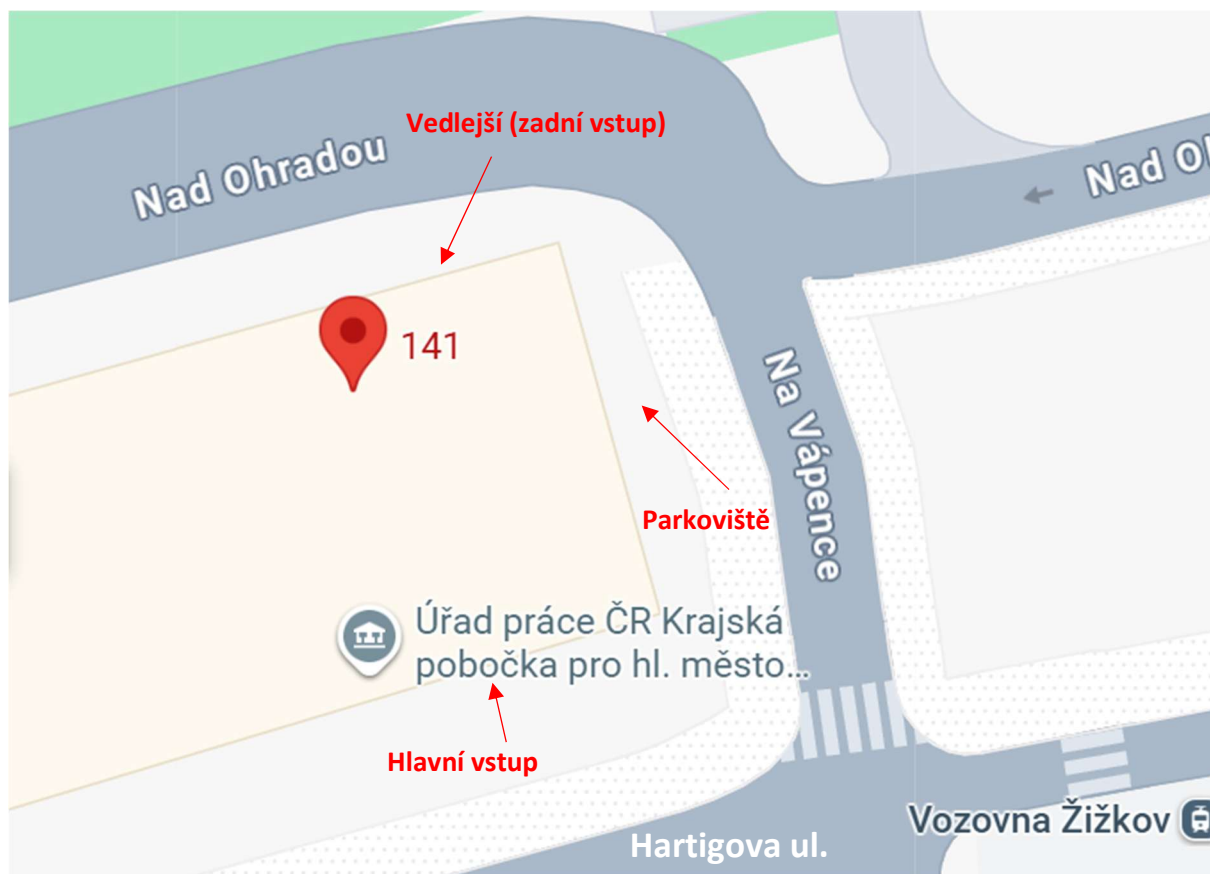 Vedlejší (zadní vstup)
Nad Ohradou
Nad Ol
141
Na Vápence
Parkoviště
Úřad práce ČR Krajská
pobočka pro hl. město...
Hlavní vstup
Vozovna Žižkov
Hartigova ul.